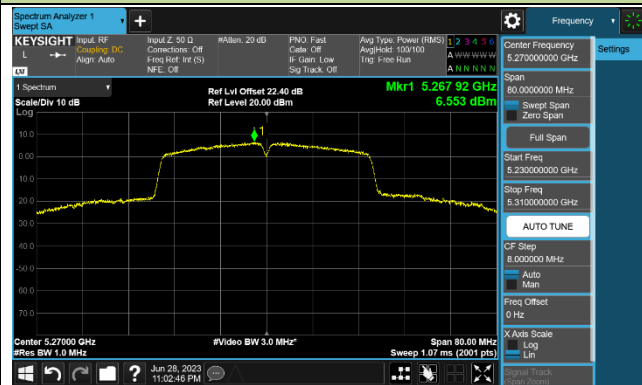 Spectrum Analyzer 1
Swept SA
Frequency
KEYSIGHT
L
LXI
Input: RF
Coupling: DC
Align: Auto
Input Z: 50 Ω
Corrections: Off
Freq Ref: Int (S)
NFE: Off
#Atten: 20 dB
PNO: Fast
Gate: Off
IF Gain: Low
Sig Track: Off
Avg Type: Power (RMS)
Avg|Hold: 100/100
Trig: Free Run
1 2 3 4 5 6
A W W W W W
A N N N N N
1 Spectrum
Scale/Div 10 dB
Log
Ref Lvl Offset 22.40 dB
Ref Level 20.00 dBm
Mkr1 5.267 92 GHz
6.553 dBm
1
10.0
0.00
-10.0
-20.0
-30.0
-40.0
-50.0
-60.0
-70.0
Center 5.27000 GHz
#Res BW 1.0 MHz
#Video BW 3.0 MHz*
Span 80.00 MHz
Sweep 1.07 ms (2001 pts)
Center Frequency
5.270000000 GHz
Settings
Span
80.0000000 MHz
Swept Span
Zero Span
Full Span
Start Freq
5.230000000 GHz
Stop Freq
5.310000000 GHz
AUTO TUNE
CF Step
8.000000 MHz
Auto
Man
Freq Offset
0 Hz
X Axis Scale
Log
Lin
Signal Track
(Span Zoom)
?
Jun 28, 2023
11:02:46 PM